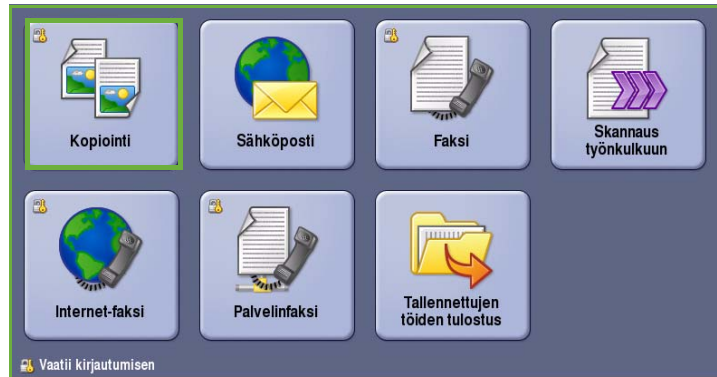 Kopiointi
Sähköposti
Faksi
Skannaus
työnkulkuun
Internet-faksi
Palvelinfaksi
Tallennettujen
töiden tulostus
Vaatii kirjautumisen